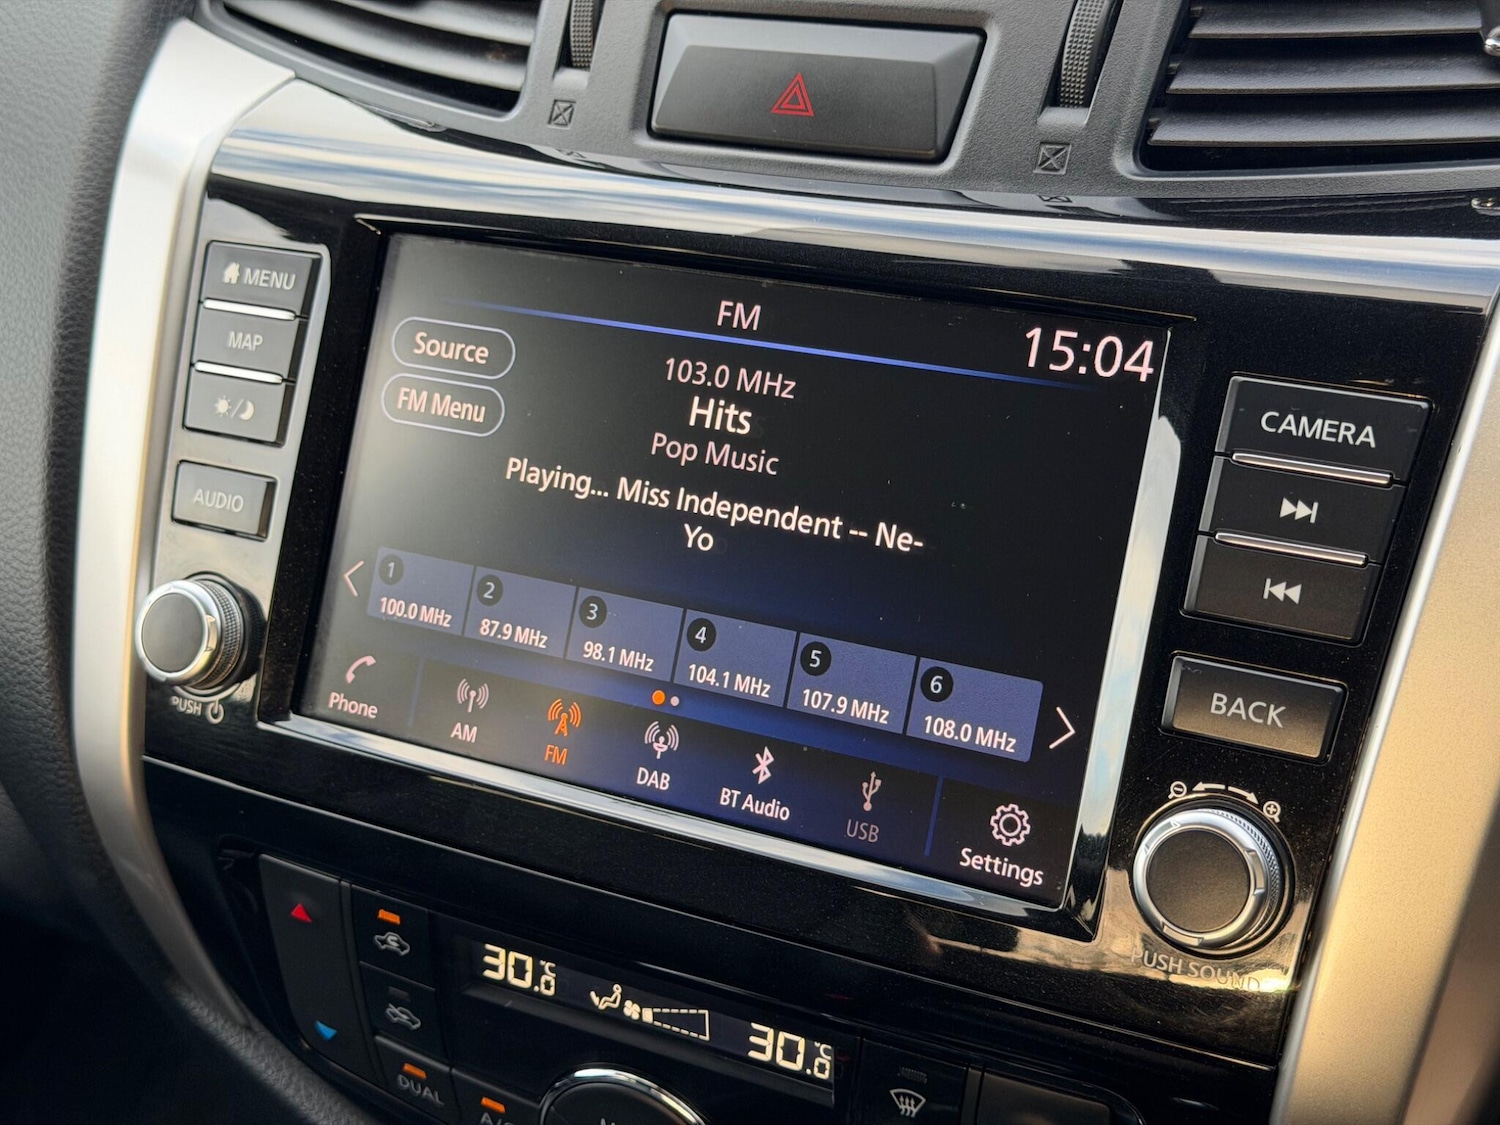 MENU
MAP
AUDIO
PUSH
FM
15:04
Source
FM Menu
103.0 MHz
Hits
Pop Music
Playing... Miss Independent -- Ne-
Yo
1
100.0 MHz
2
87.9 MHz
3
98.1 MHz
4
104.1 MHz
5
107.9 MHz
6
108.0 MHz
Phone
AM
FM
DAB
BT Audio
USB
Settings
CAMERA
BACK
PUSH SOUND
30.0 °C
30.0 °C
DUAL